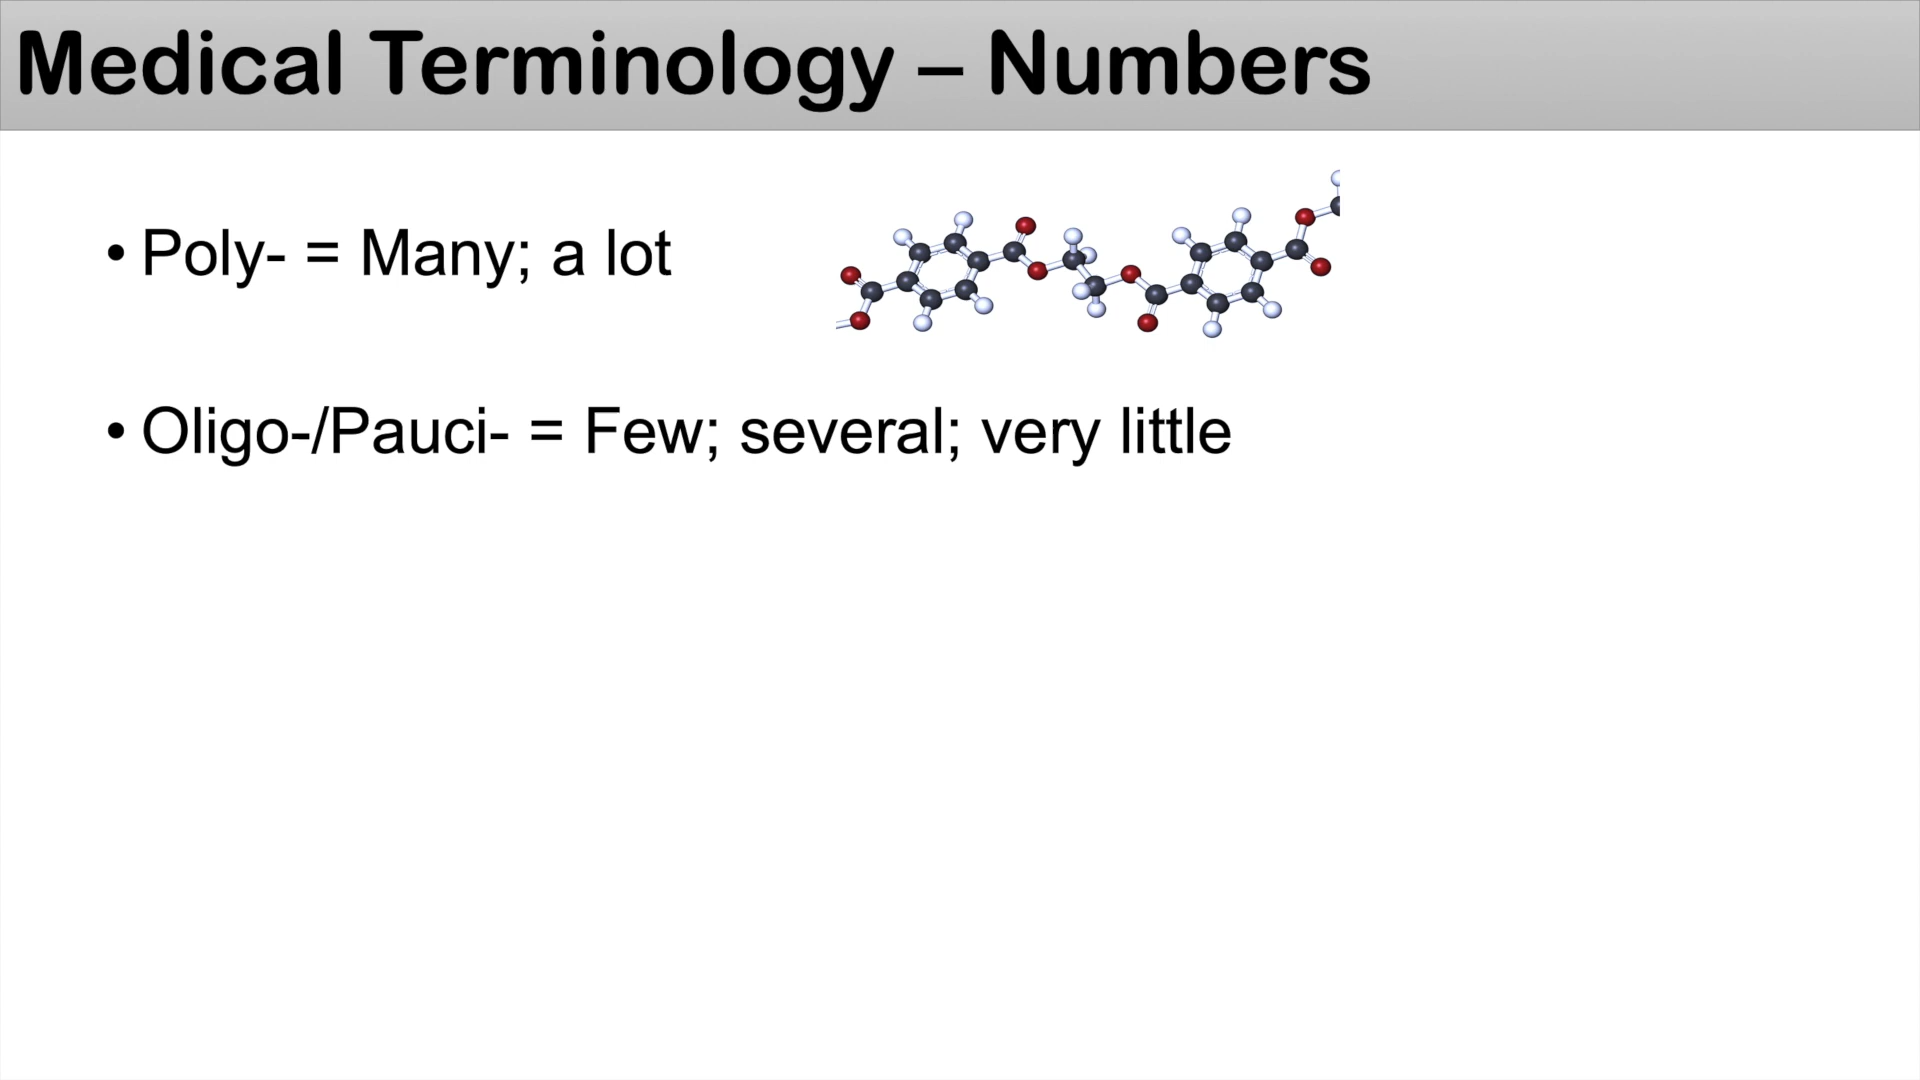 Medical Terminology – Numbers
• Poly- = Many; a lot
• Oligo-/Pauci- = Few; several; very little